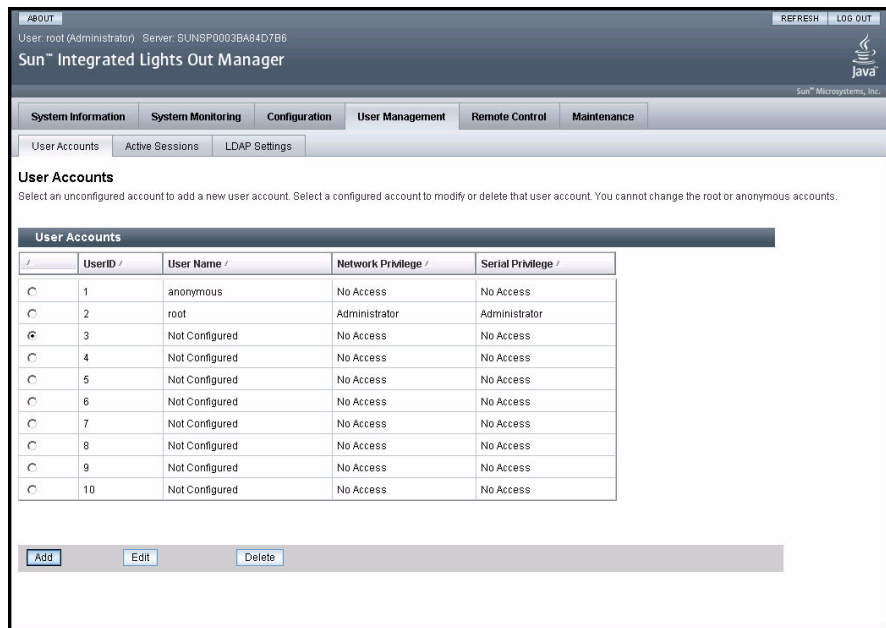 ABOUT REFRESH LOG OUT
User: root (Administrator) Server: SUNSP0003BA84D7B6
Sun™ Integrated Lights Out Manager
Java™
Sun™ Microsystems, Inc.
System Information System Monitoring Configuration User Management Remote Control Maintenance
User Accounts Active Sessions LDAP Settings
User Accounts
Select an unconfigured account to add a new user account. Select a configured account to modify or delete that user account. You cannot change the root or anonymous accounts.
User Accounts
/ UserID / User Name / Network Privilege / Serial Privilege /
1 anonymous No Access No Access
2 root Administrator Administrator
3 Not Configured No Access No Access
4 Not Configured No Access No Access
5 Not Configured No Access No Access
6 Not Configured No Access No Access
7 Not Configured No Access No Access
8 Not Configured No Access No Access
9 Not Configured No Access No Access
10 Not Configured No Access No Access
Add Edit Delete